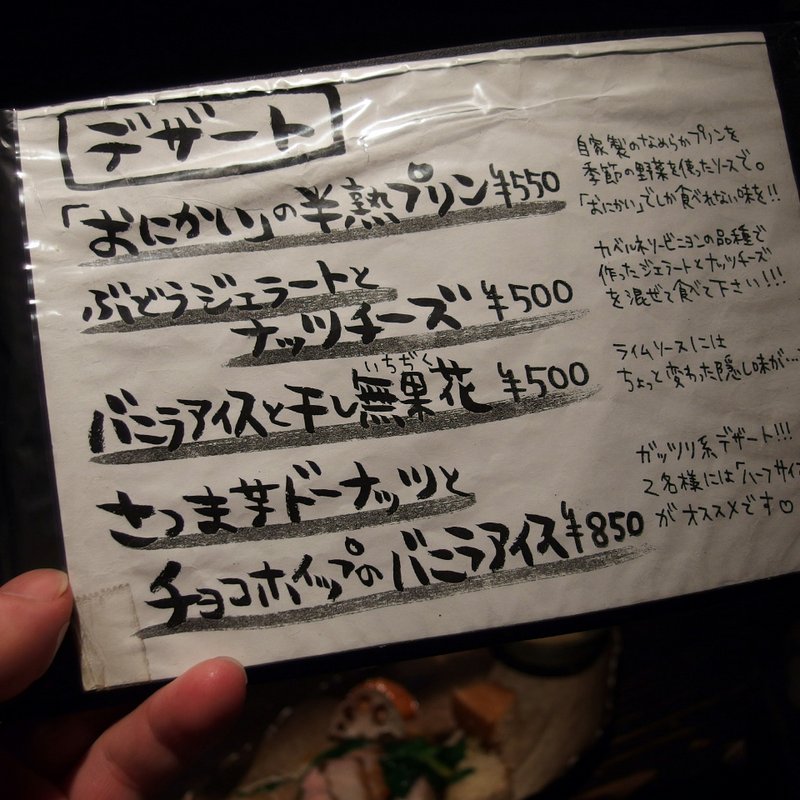 デザート
「おにかい」の半熟プリン ¥550
自家製のなめらかプリンを
季節の野菜を使ったソースで。
「おにかい」でしか食べれない味を!!
ぶどうジェラートと
ナッツチーズ ¥500
カベルネソービニヨンの品種で
作ったジェラートとナッツチーズ
を混ぜて食べて下さい!!!
いちぢく
バニラアイスと干し無果花 ¥500
ライムソースには
ちょっと変わった隠し味が…
さつま芋ドーナッツと
チョコホイップのバニラアイス ¥850
ガッツリ系デザート!!!
2名様には「ハーフサイズ
がオススメです♡